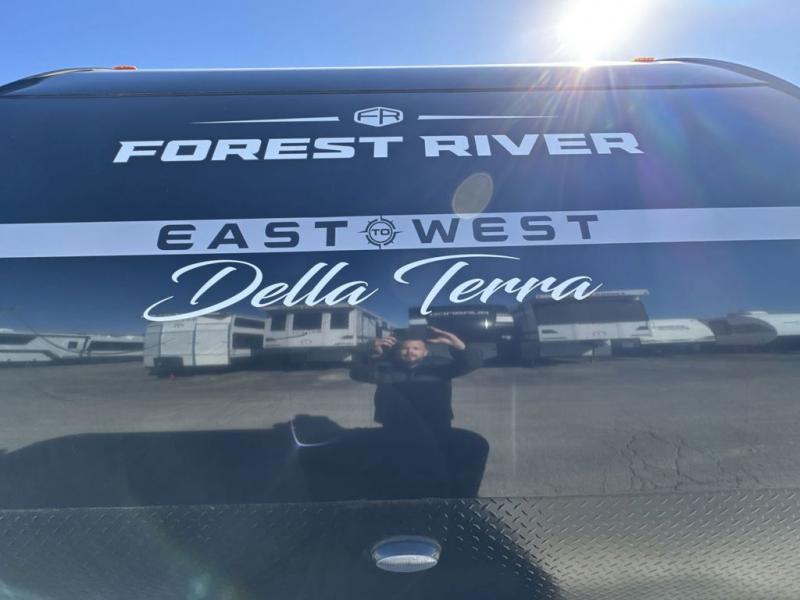 FR
FOREST RIVER
EAST TO WEST
Della Terra